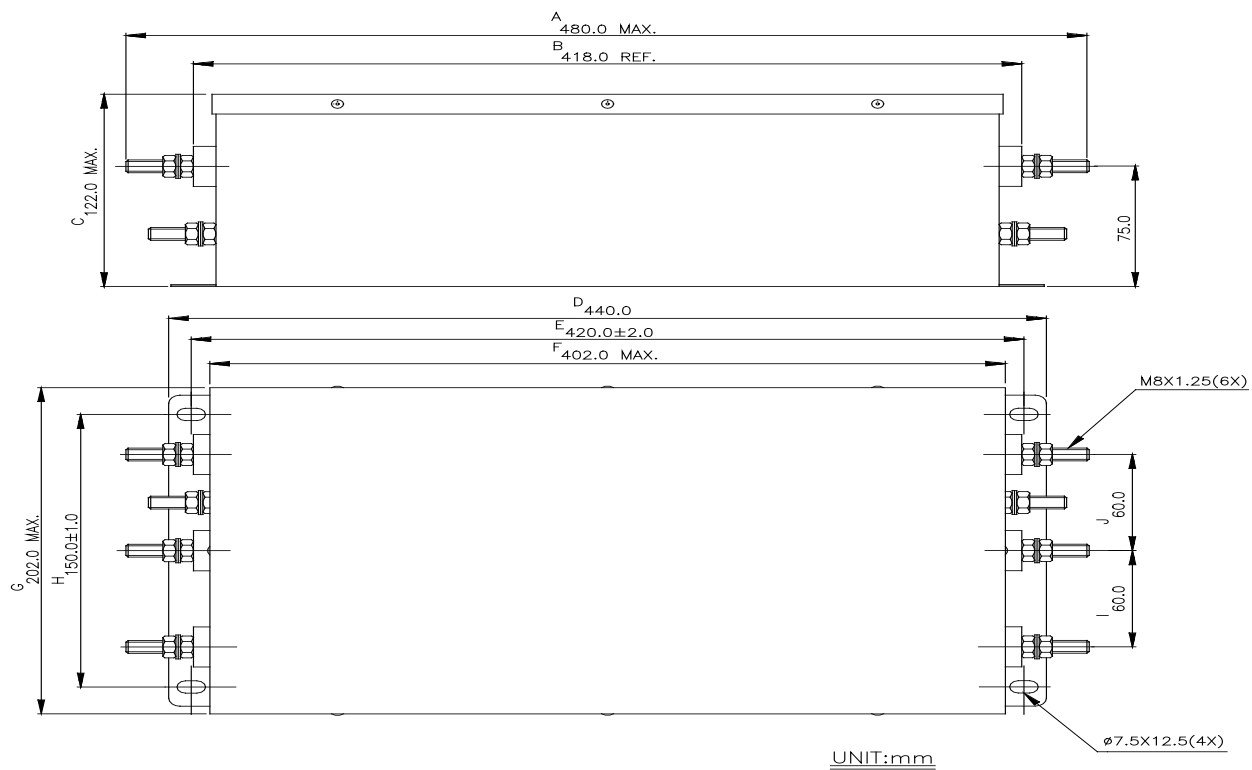 A
480.0 MAX.
B
418.0 REF.
C
122.0 MAX.
75.0
D
440.0
E
420.0±2.0
F
402.0 MAX.
M8X1.25(6X)
G
202.0 MAX.
H
150.0±1.0
J
60.0
I
60.0
ø7.5X12.5(4X)
UNIT:mm